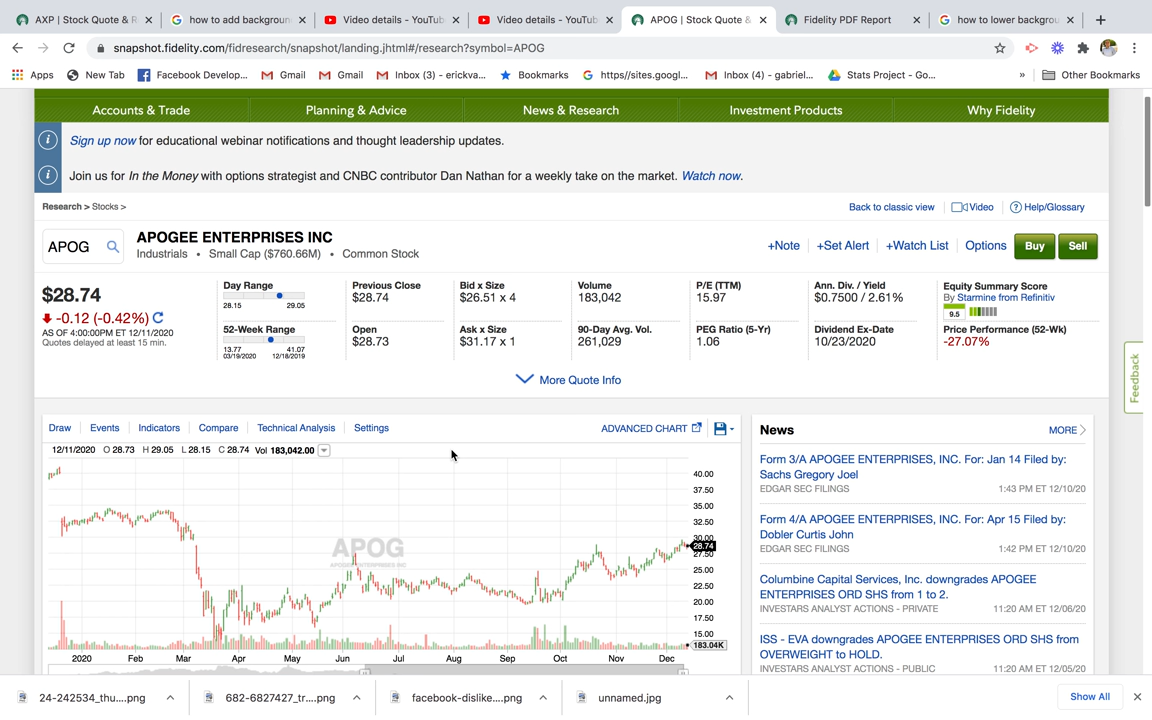 AXP | Stock Quote & R
how to add backgroun
Video details - YouTub
Video details - YouTub
APOG | Stock Quote &
Fidelity PDF Report
how to lower backgrou
snapshot.fidelity.com/fidresearch/snapshot/landing.jhtml#/research?symbol=APOG
Apps
New Tab
Facebook Develop...
Gmail
Gmail
Inbox (3) - erickva...
Bookmarks
https//sites.googl...
Inbox (4) - gabriel...
Stats Project - Go...
»
Other Bookmarks
Accounts & Trade
Planning & Advice
News & Research
Investment Products
Why Fidelity
Sign up now for educational webinar notifications and thought leadership updates.
Join us for In the Money with options strategist and CNBC contributor Dan Nathan for a weekly take on the market. Watch now.
Research > Stocks >
Back to classic view
Video
Help/Glossary
APOG
APOGEE ENTERPRISES INC
Industrials • Small Cap ($760.66M) • Common Stock
+Note
+Set Alert
+Watch List
Options
Buy
Sell
$28.74
-0.12 (-0.42%)
AS OF 4:00:00PM ET 12/11/2020
Quotes delayed at least 15 min.
Day Range
28.15
29.05
52-Week Range
13.77
41.07
03/19/2020
12/18/2019
Previous Close
$28.74
Open
$28.73
Bid x Size
$26.51 x 4
Ask x Size
$31.17 x 1
Volume
183,042
90-Day Avg. Vol.
261,029
P/E (TTM)
15.97
PEG Ratio (5-Yr)
1.06
Ann. Div. / Yield
$0.7500 / 2.61%
Dividend Ex-Date
10/23/2020
Equity Summary Score
By Starmine from Refinitiv
9.5
Price Performance (52-Wk)
-27.07%
More Quote Info
Feedback
Draw
Events
Indicators
Compare
Technical Analysis
Settings
ADVANCED CHART
12/11/2020 O 28.73 H 29.05 L 28.15 C 28.74 Vol 183,042.00
40.00
37.50
35.00
32.50
30.00
28.74
27.50
25.00
22.50
20.00
17.50
15.00
183.04K
APOG
APOGEE ENTERPRISES INC
2020
Feb
Mar
Apr
May
Jun
Jul
Aug
Sep
Oct
Nov
Dec
News
MORE
Form 3/A APOGEE ENTERPRISES, INC. For: Jan 14 Filed by:
Sachs Gregory Joel
EDGAR SEC FILINGS
1:43 PM ET 12/10/20
Form 4/A APOGEE ENTERPRISES, INC. For: Apr 15 Filed by:
Dobler Curtis John
EDGAR SEC FILINGS
1:42 PM ET 12/10/20
Columbine Capital Services, Inc. downgrades APOGEE
ENTERPRISES ORD SHS from 1 to 2.
INVESTARS ANALYST ACTIONS - PRIVATE
11:20 AM ET 12/06/20
ISS - EVA downgrades APOGEE ENTERPRISES ORD SHS from
OVERWEIGHT to HOLD.
INVESTARS ANALYST ACTIONS - PUBLIC
11:20 AM ET 12/05/20
24-242534_thu....png
682-6827427_tr....png
facebook-dislike....png
unnamed.jpg
Show All